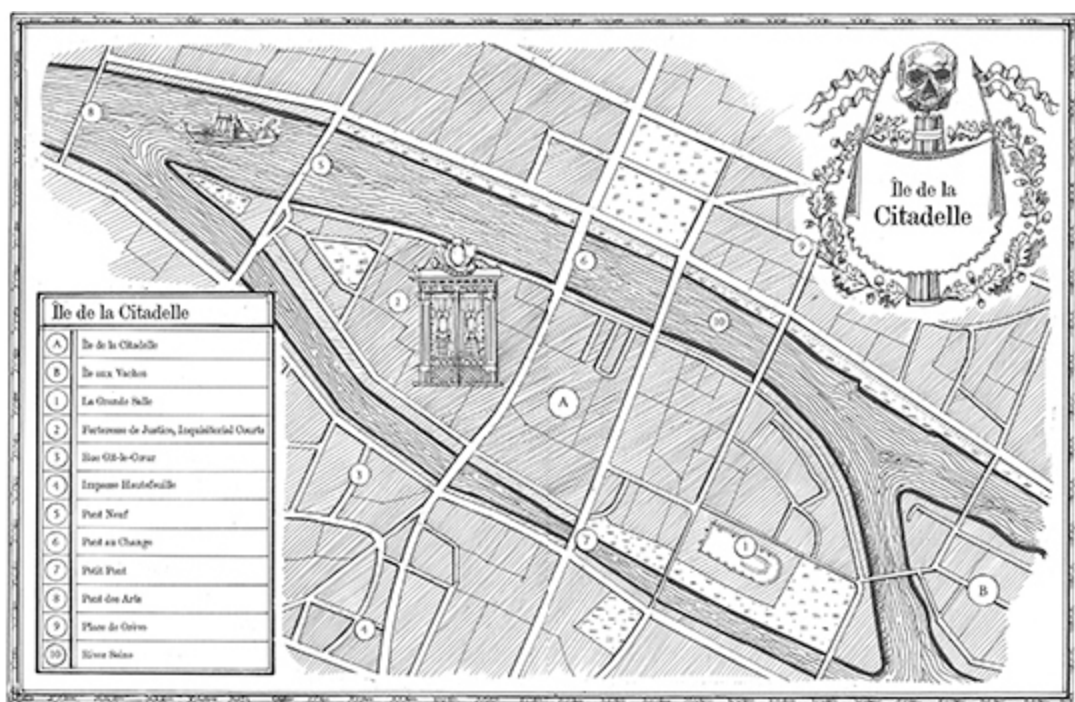 Île de la
Citadelle
Île de la Citadelle
A Île de la Citadelle
B Île aux Vaches
1 La Grande Salle
2 Forteresse de Justice, Inquisitorial Courts
3 Rue Gît-le-Cœur
4 Impasse Hautefeuille
5 Pont Neuf
6 Pont au Change
7 Petit Pont
8 Pont des Arts
9 Place de Grève
10 River Seine
8
5
9
6
2
10
A
3
7
1
B
4